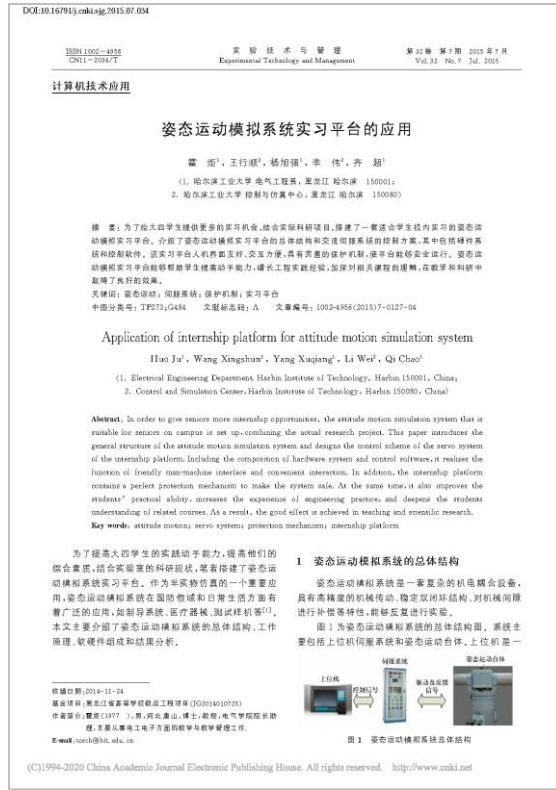 DOI:10.16791/j.cnki.sjg.2015.07.034
ISSN 1002-4956
CN11-2034/T
实 验 技 术 与 管 理
Experimental Technology and Management
第 32 卷 第 7 期 2015 年 7 月
Vol.32 No.7 Jul. 2015
计算机技术应用
姿态运动模拟系统实习平台的应用
霍 炬1,王行顺2,杨旭强1,李 伟2,齐 超1
(1. 哈尔滨工业大学 电气工程系,黑龙江 哈尔滨 150001;
2. 哈尔滨工业大学 控制与仿真中心,黑龙江 哈尔滨 150080)
摘 要:为了给大四学生提供更多的实习机会,结合实际科研项目,搭建了一套适合学生校内实习的姿态运
动模拟实习平台。介绍了姿态运动模拟实习平台的总体结构和交流伺服系统的控制方案,其中包括硬件系
统和控制软件。该实习平台人机界面友好,交互方便,具有完善的保护机制,使平台能够安全运行。姿态运
动模拟实习平台能够帮助学生提高动手能力,增长工程实践经验,加深对相关课程的理解,在教学和科研中
取得了良好的效果。
关键词:姿态运动;伺服系统;保护机制;实习平台
中图分类号:TP273;G484 文献标志码:A 文章编号:1002-4956(2015)7-0127-04
Application of internship platform for attitude motion simulation system
Huo Ju1, Wang Xingshun2, Yang Xuqiang1, Li Wei2, Qi Chao1
(1. Electrical Engineering Department, Harbin Institute of Technology, Harbin 150001, China;
2. Control and Simulation Center, Harbin Institute of Technology, Harbin 150080, China)
Abstract: In order to give seniors more internship opportunities, the attitude motion simulation system that is
suitable for seniors on campus is set up, combining the actual research project. This paper introduces the
general structure of the attitude motion simulation system and designs the control scheme of the servo system
of the internship platform. Including the composition of hardware system and control software, it realizes the
function of friendly man-machine interface and convenient interaction. In addition, the internship platform
contains a perfect protection mechanism to make the system safe. At the same time, it also improves the
students' practical ability, increases the experience of engineering practice, and deepens the students
understanding of related courses. As a result, the good effect is achieved in teaching and scientific research.
Key words: attitude motion; servo system; protection mechanism; internship platform
为了提高大四学生的实践动手能力,提高他们的
综合素质,结合实验室的科研现状,笔者搭建了姿态运
动模拟系统实习平台。作为半实物仿真的一个重要应
用,姿态运动模拟系统在国防领域和日常生活方面有
着广泛的应用,如制导系统、医疗器械、测试样机等[1]。
本文主要介绍了姿态运动模拟系统的总体结构、工作
原理、软硬件组成和结果分析。
收稿日期:2014-11-24
基金项目:黑龙江省高等学校教改工程项目(JG2014010725)
作者简介:霍炬(1977—),男,河北唐山,博士,教授,电气学院院长助
理,主要从事电工电子方面的教学与教学管理工作.
E-mail:torch@hit.edu.cn
1 姿态运动模拟系统的总体结构
姿态运动模拟系统是一套复杂的机电耦合设备,
具有高精度的机械传动、稳定双闭环结构、对机械间隙
进行补偿等特性,能够反复进行实验。
图 1 为姿态运动模拟系统的总体结构图。系统主
要包括上位机伺服系统和姿态运动台体。上位机是一
上位机
控制信号
伺服系统
驱动及反馈
信号
姿态运动台体
图 1 姿态运动模拟系统总体结构
(C)1994-2020 China Academic Journal Electronic Publishing House. All rights reserved. http://www.cnki.net